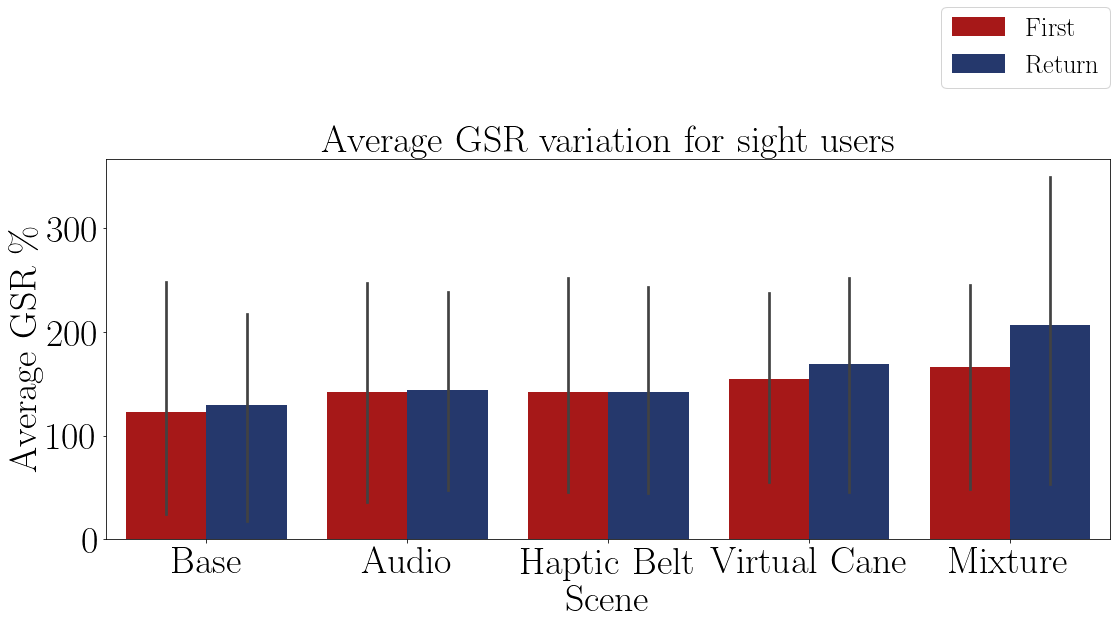 First
Return
Average GSR variation for sight users
Average GSR %
300
200
100
0
Base Audio Haptic Belt Virtual Cane Mixture
Scene